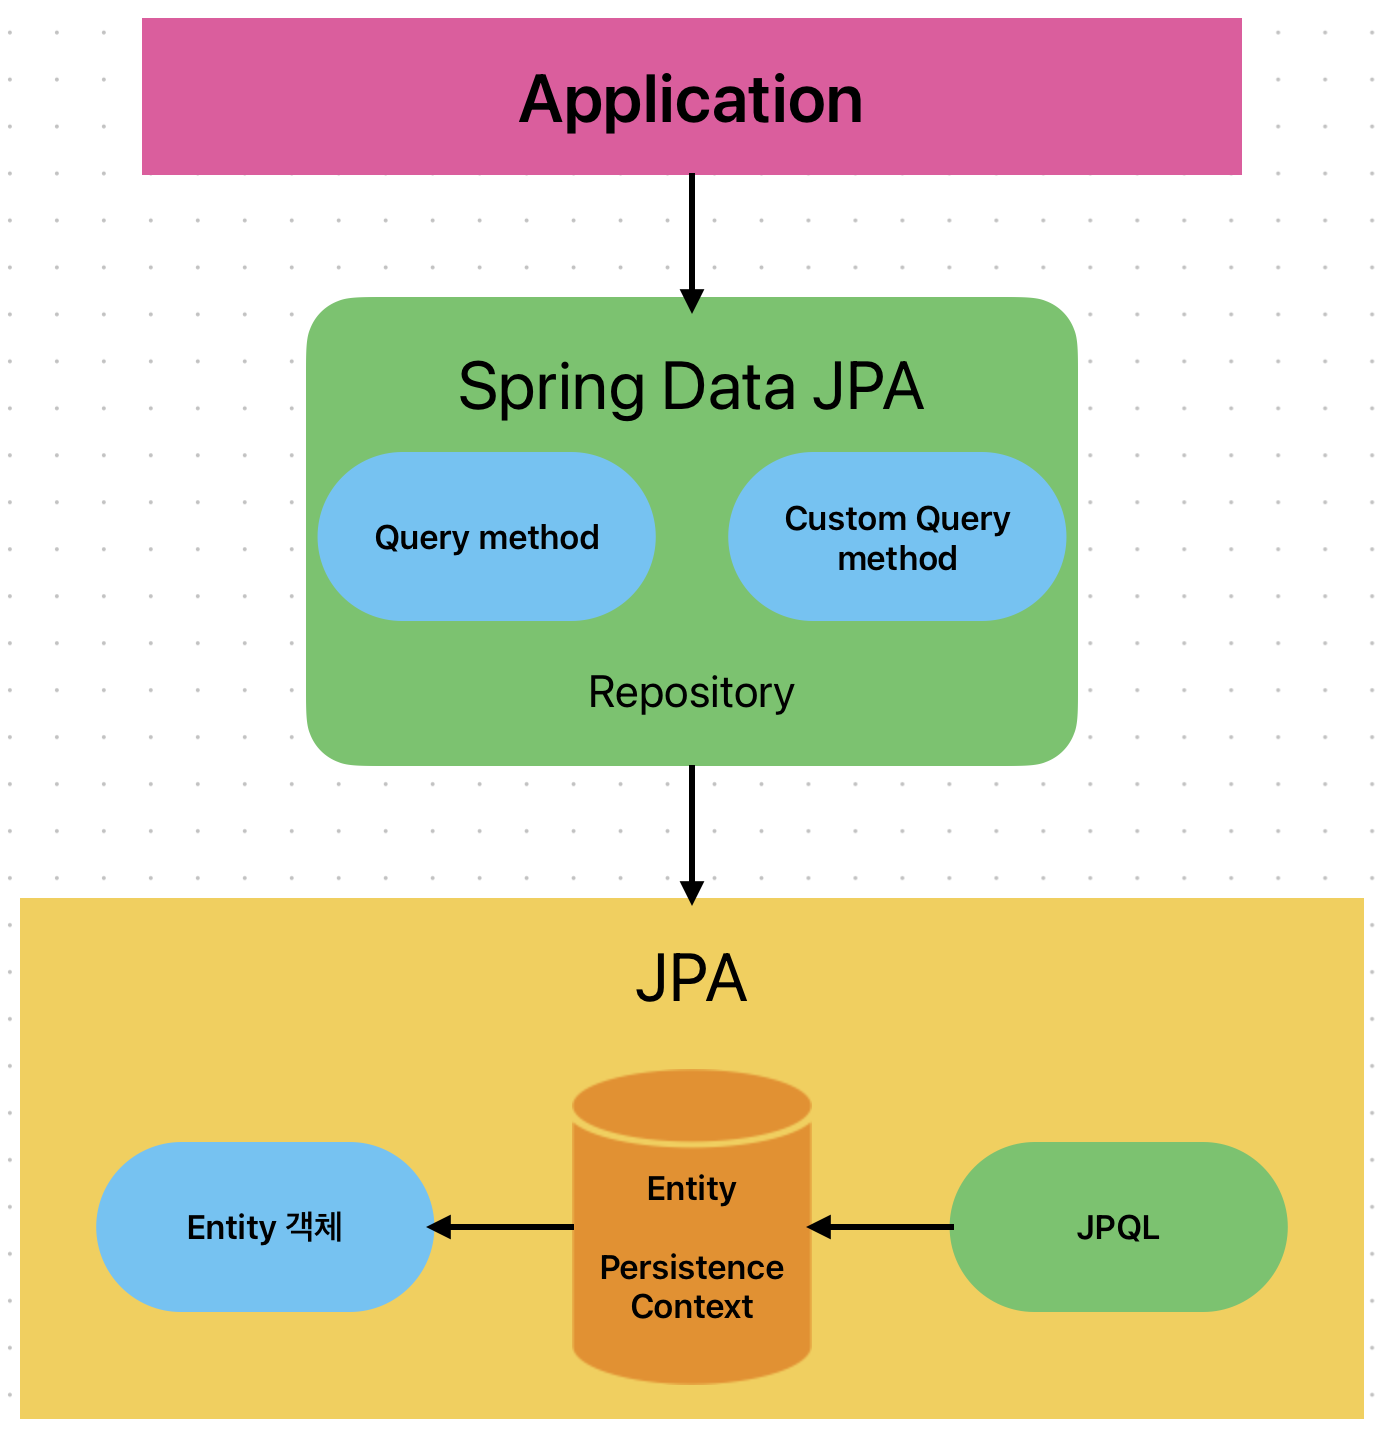 Application
Spring Data JPA
Query method
Custom Query
method
Repository
JPA
Entity 객체
Entity
Persistence
Context
JPQL